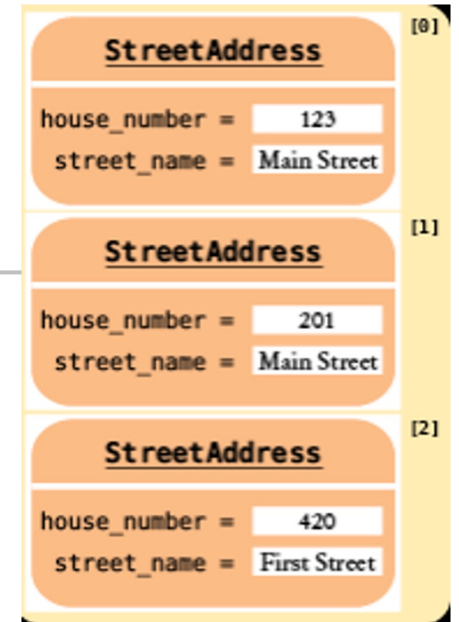 [0]
StreetAddress
house_number = 123
street_name = Main Street
[1]
StreetAddress
house_number = 201
street_name = Main Street
[2]
StreetAddress
house_number = 420
street_name = First Street